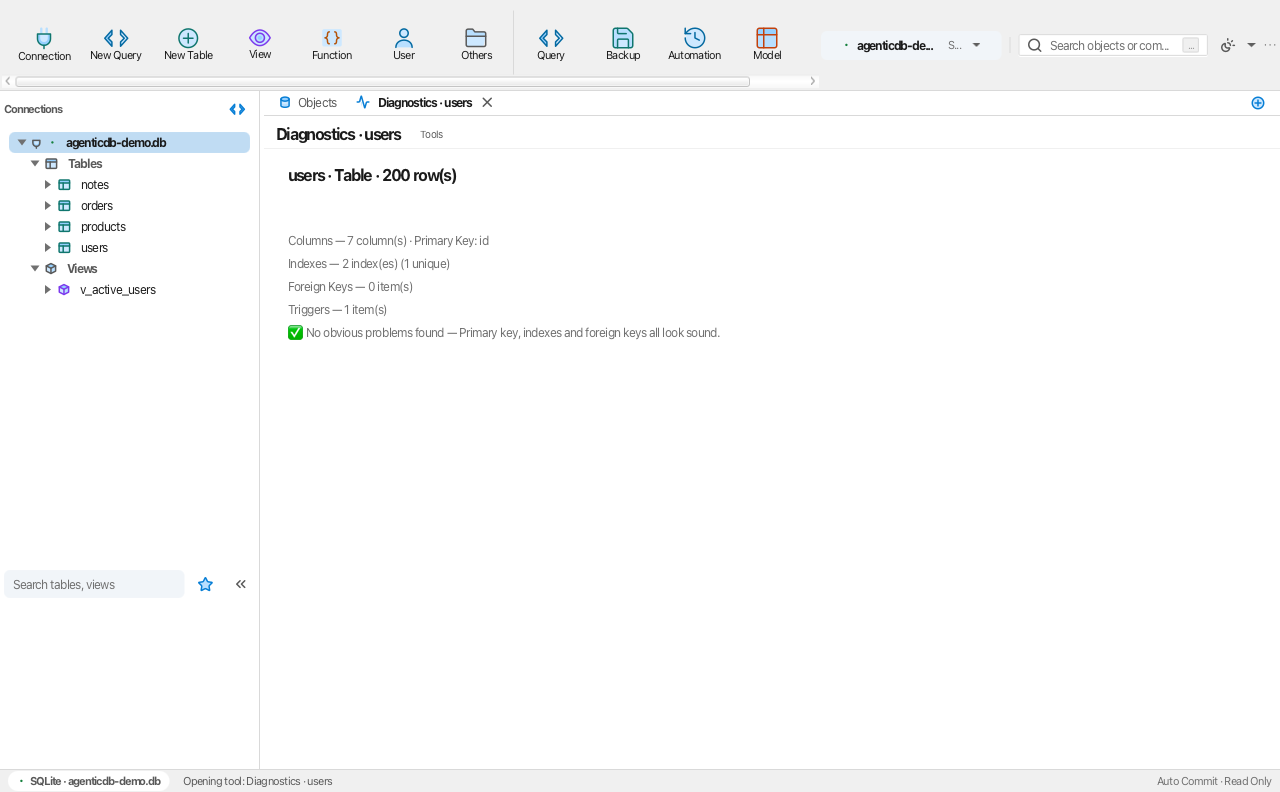 Connection
New Query
New Table
View
Function
User
Others
Query
Backup
Automation
Model
agenticdb-de...
S...
Search objects or com...
...
Connections
Objects
Diagnostics · users
agenticdb-demo.db
Tables
notes
orders
products
users
Views
v_active_users
Search tables, views
Diagnostics · users
Tools
users · Table · 200 row(s)
Columns — 7 column(s) · Primary Key: id
Indexes — 2 index(es) (1 unique)
Foreign Keys — 0 item(s)
Triggers — 1 item(s)
✅ No obvious problems found — Primary key, indexes and foreign keys all look sound.
SQLite · agenticdb-demo.db
Opening tool: Diagnostics · users
Auto Commit · Read Only